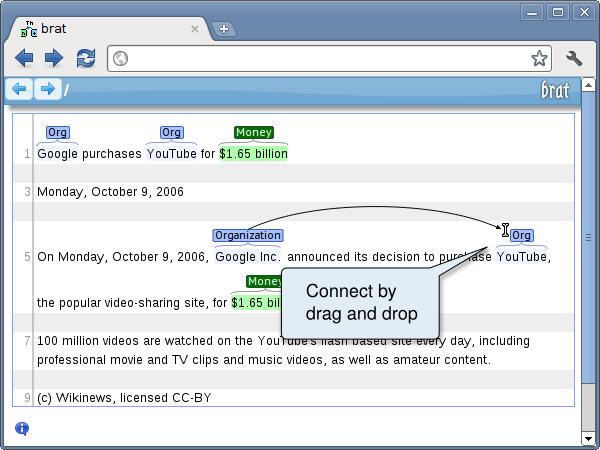 brat
/
brat
Org Org Money
1 Google purchases YouTube for $1.65 billion
3 Monday, October 9, 2006
Organization Org
5 On Monday, October 9, 2006, Google Inc. announced its decision to purchase YouTube,
Money
the popular video-sharing site, for $1.65 bil
Connect by
drag and drop
7 100 million videos are watched on the YouTube's flash based site every day, including
professional movie and TV clips and music videos, as well as amateur content.
9 (c) Wikinews, licensed CC-BY